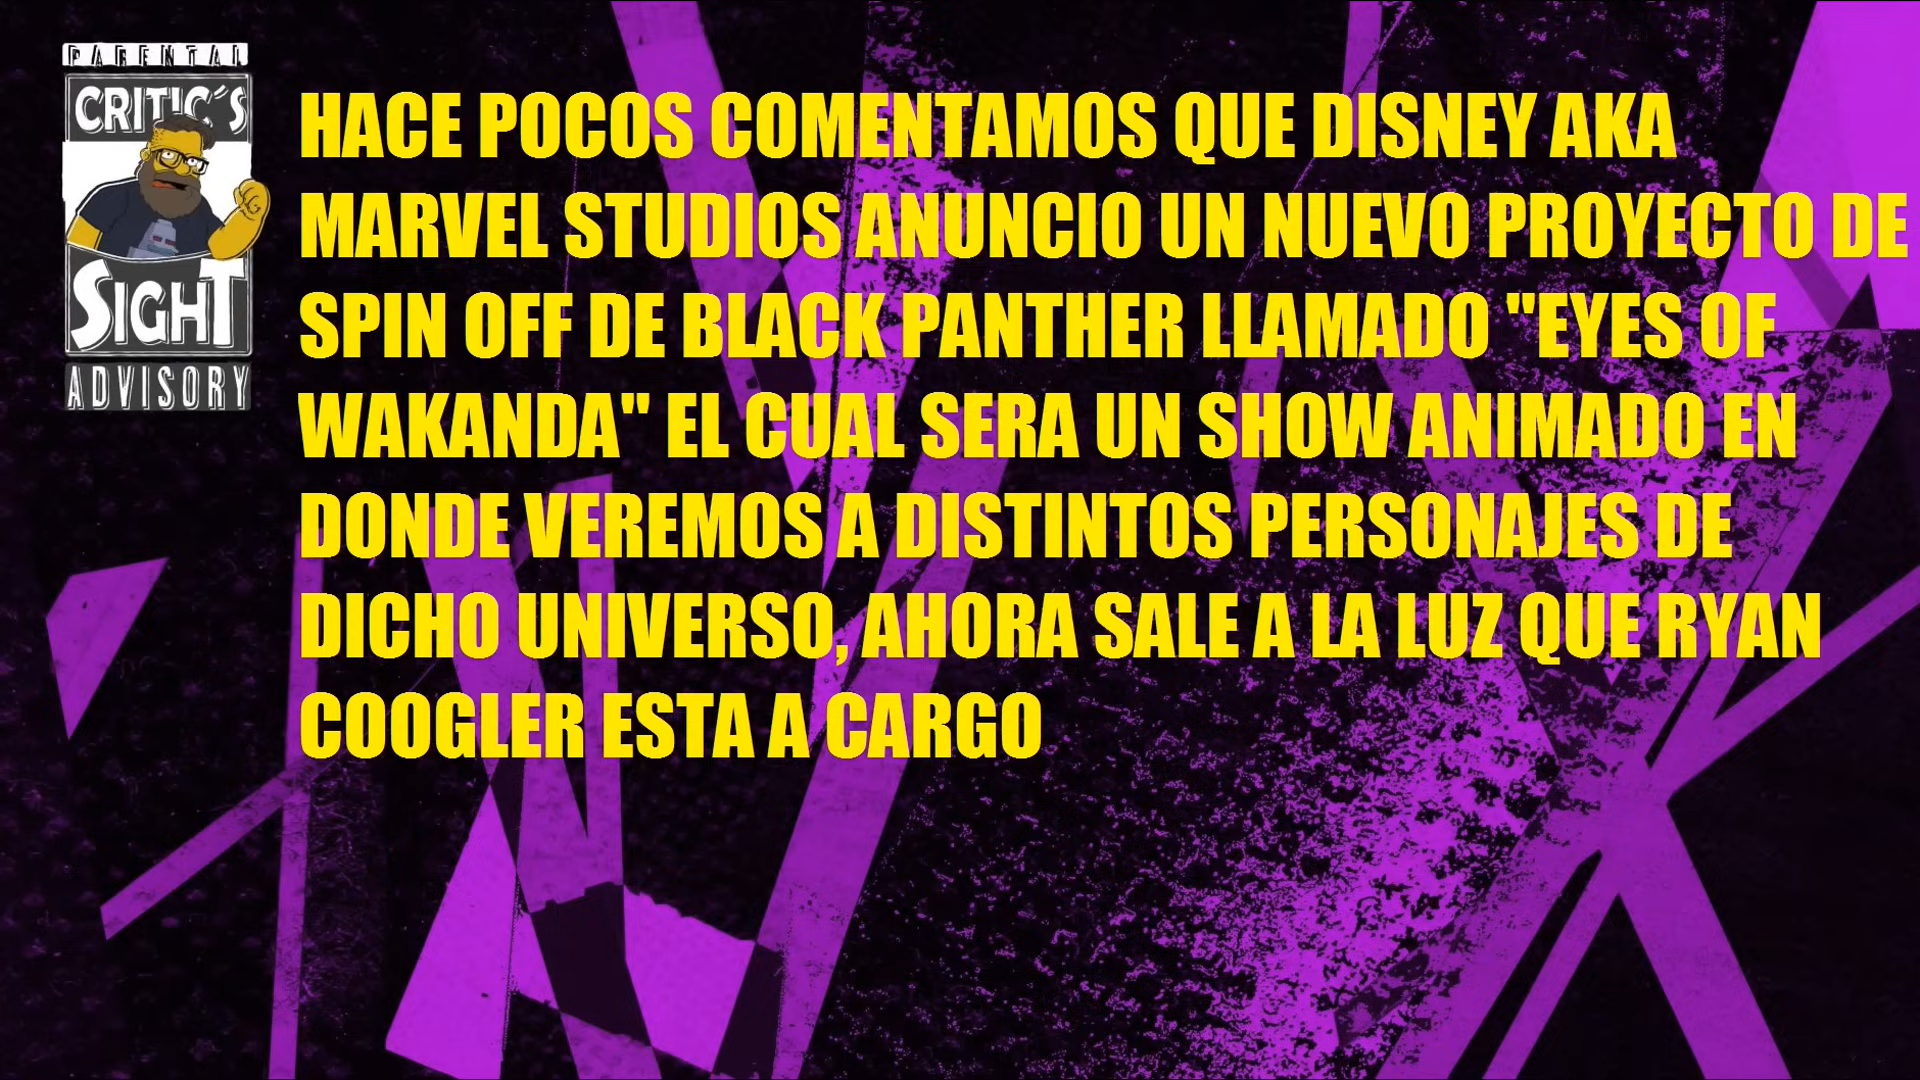 PARENTAL
CRITIC´S
SIGHT
ADVISORY
HACE POCOS COMENTAMOS QUE DISNEY AKA
MARVEL STUDIOS ANUNCIO UN NUEVO PROYECTO DE
SPIN OFF DE BLACK PANTHER LLAMADO "EYES OF
WAKANDA" EL CUAL SERA UN SHOW ANIMADO EN
DONDE VEREMOS A DISTINTOS PERSONAJES DE
DICHO UNIVERSO, AHORA SALE A LA LUZ QUE RYAN
COOGLER ESTA A CARGO